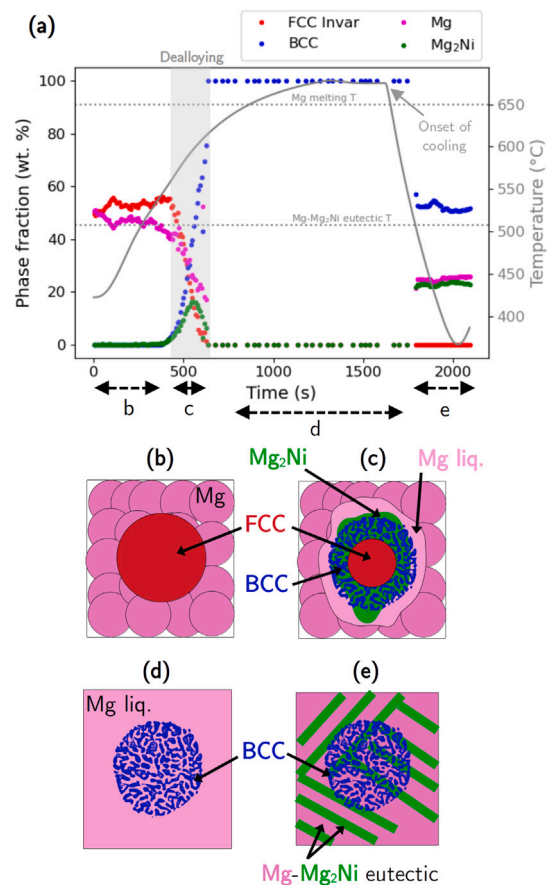 (a)
FCC Invar
Mg
BCC
Mg₂Ni
Dealloying
100
80
60
40
20
0
Phase fraction (wt. %)
Mg melting T
Mg-Mg₂Ni eutectic T
Onset of
cooling
650
600
550
500
450
400
Temperature (°C)
0
500
1000
1500
2000
Time (s)
b
c
d
e
(b)
Mg₂Ni
(c)
Mg liq.
Mg
FCC
BCC
(d)
(e)
Mg liq.
BCC
Mg-Mg₂Ni eutectic